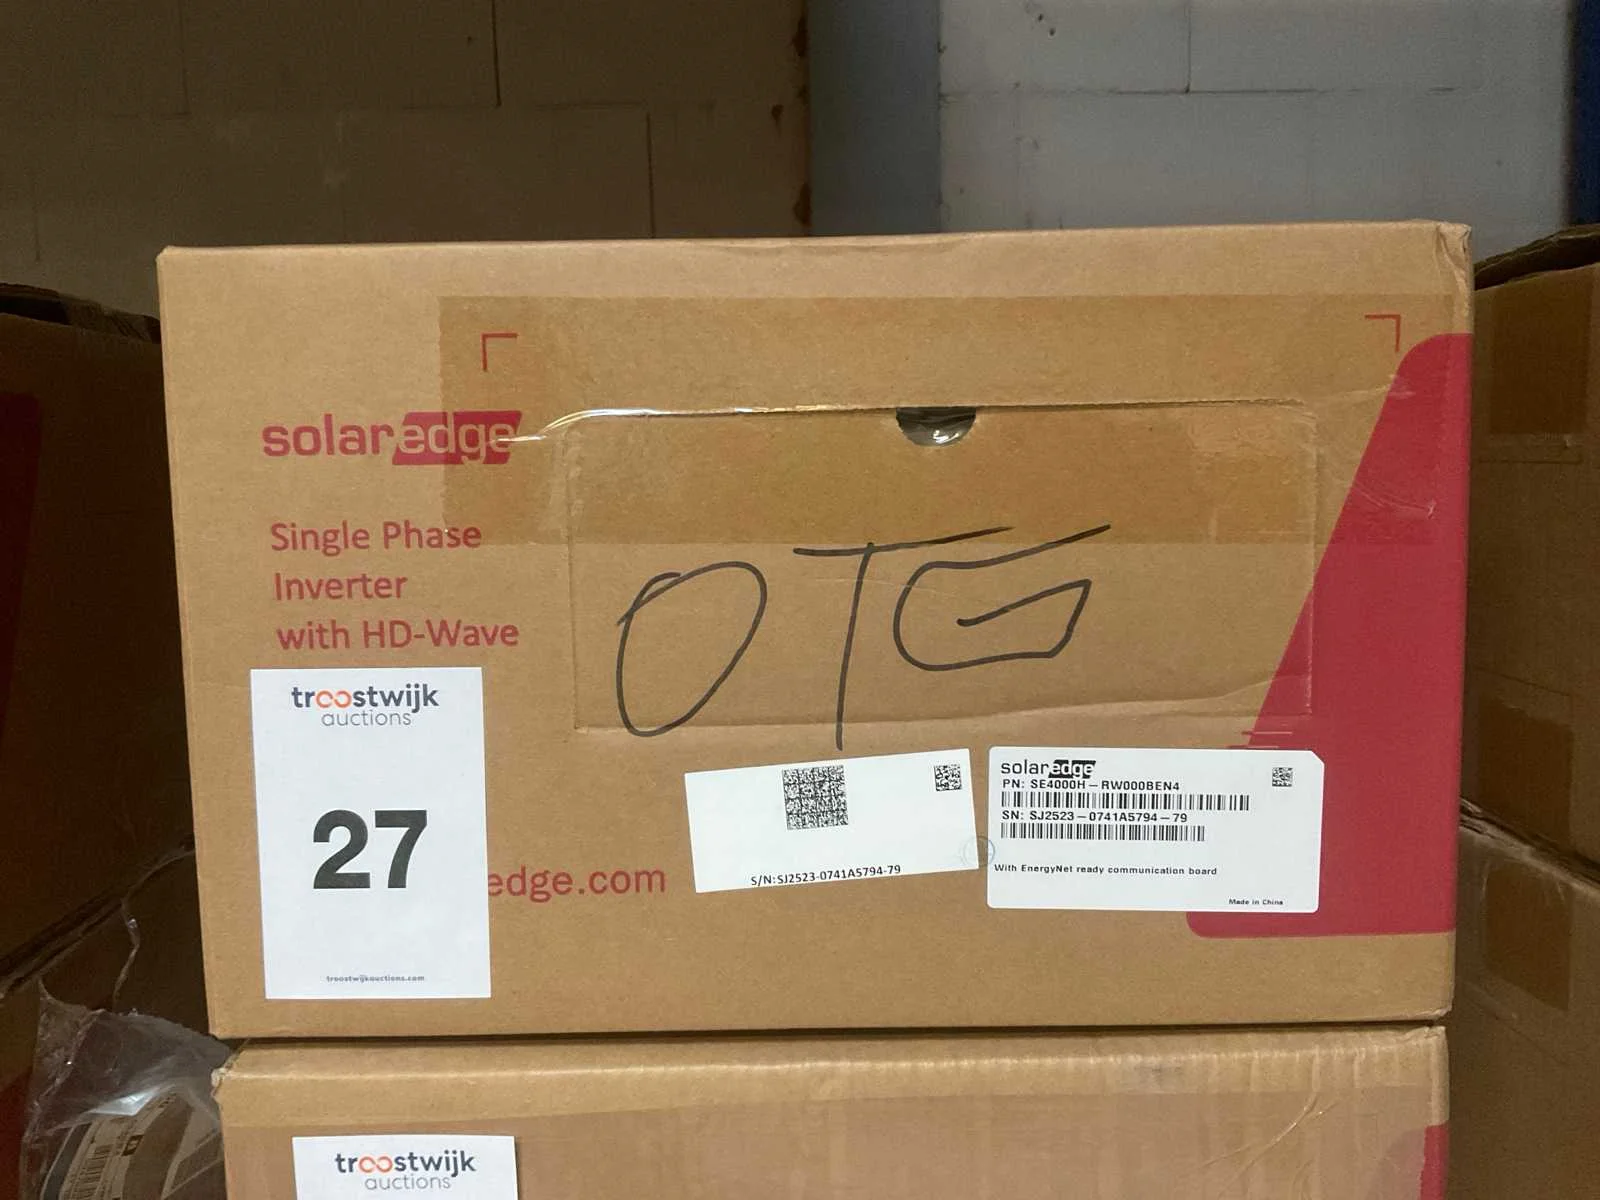 solaredge
Single Phase
Inverter
with HD-Wave
OTG
troostwijk
auctions
27
troostwijkauctions.com
edge.com
S/N:SJ2523-0741A5794-79
solaredge
PN: SE4000H-RW000BEN4
SN: SJ2523-0741A5794-79
With EnergyNet ready communication board
Made in China
troostwijk
auctions